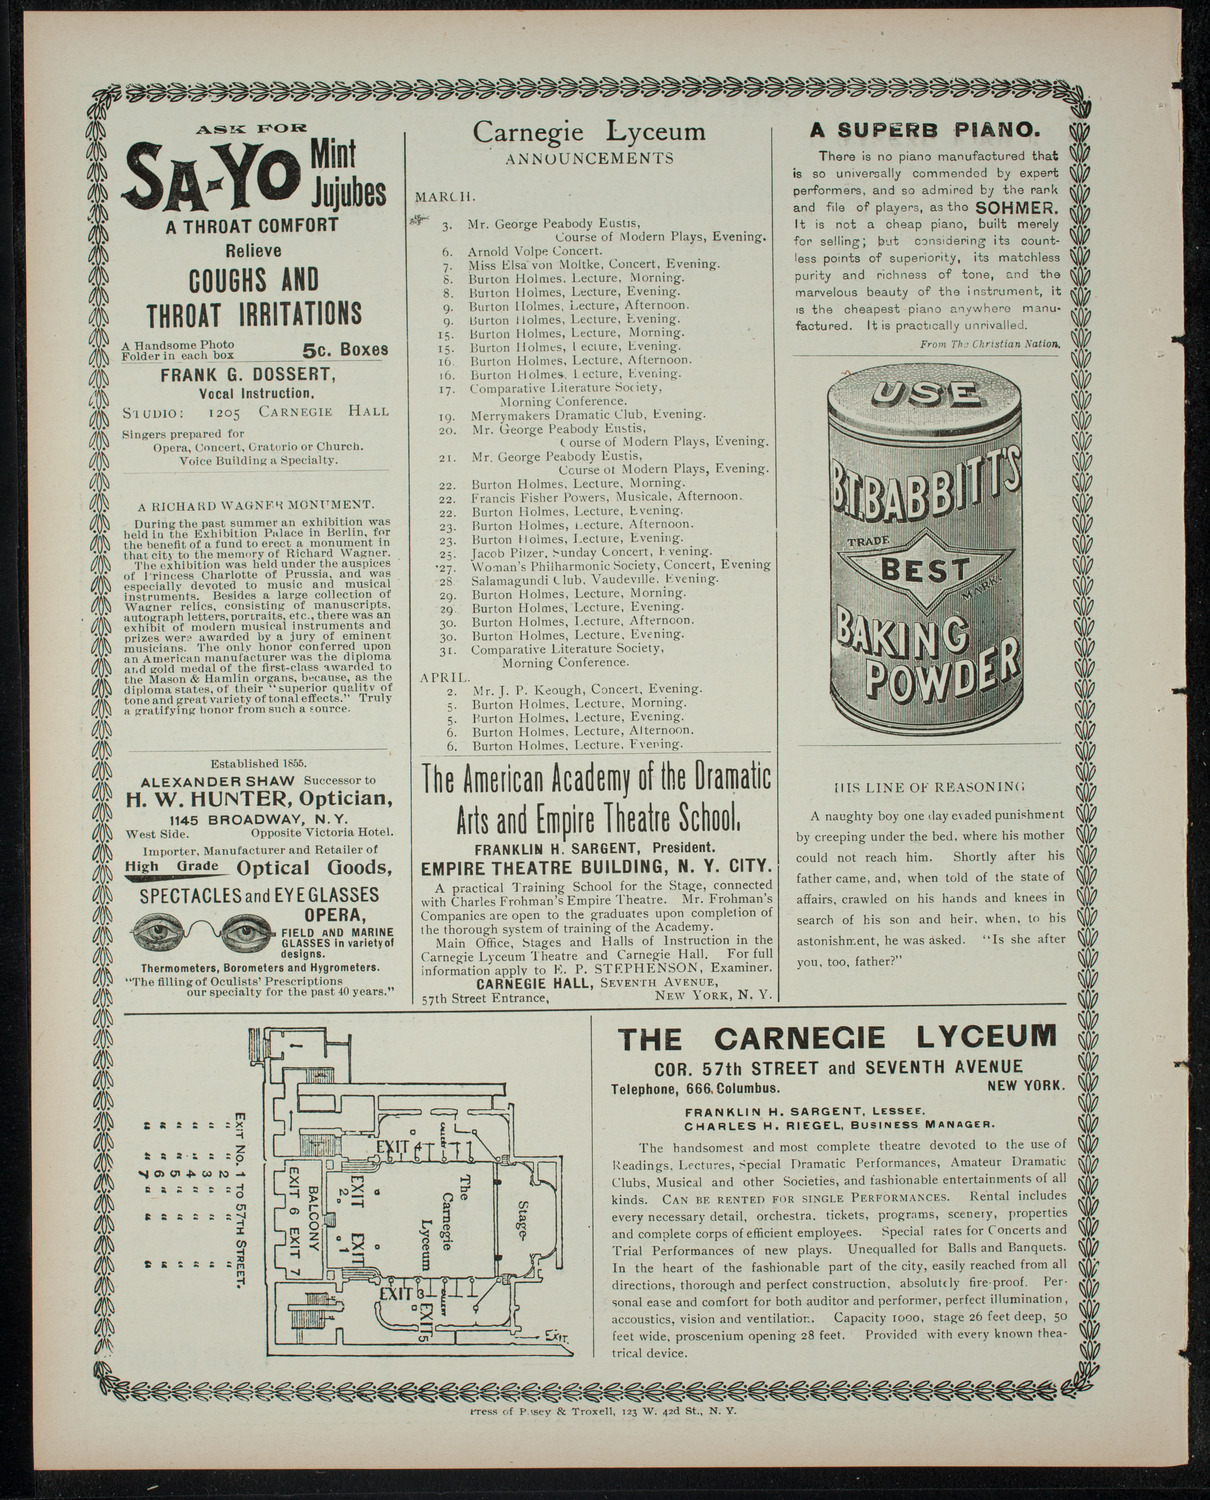 ASK FOR
SA-YO Mint Jujubes
A THROAT COMFORT
Relieve
COUGHS AND
THROAT IRRITATIONS
A Handsome Photo
Folder in each box
5c. Boxes
FRANK G. DOSSERT,
Vocal Instruction,
STUDIO: 1205 CARNEGIE HALL
Singers prepared for
Opera, Concert, Oratorio or Church.
Voice Building a Specialty.
A RICHARD WAGNER MONUMENT.
During the past summer an exhibition was
held in the Exhibition Palace in Berlin, for
the benefit of a fund to erect a monument in
that city to the memory of Richard Wagner.
The exhibition was held under the auspices
of Princess Charlotte of Prussia, and was
especially devoted to music and musical
instruments. Besides a large collection of
Wagner relics, consisting of manuscripts,
autograph letters, portraits, etc., there was an
exhibit of modern musical instruments and
prizes were awarded by a jury of eminent
musicians. The only honor conferred upon
an American manufacturer was the diploma
and gold medal of the first-class awarded to
the Mason & Hamlin organs, because, as the
diploma states, of their "superior quality of
tone and great variety of tonal effects." Truly
a gratifying honor from such a source.
Established 1855.
ALEXANDER SHAW Successor to
H. W. HUNTER, Optician,
1145 BROADWAY, N. Y.
West Side. Opposite Victoria Hotel.
Importer, Manufacturer and Retailer of
High Grade Optical Goods,
SPECTACLES and EYEGLASSES
OPERA,
FIELD AND MARINE
GLASSES in variety of
designs.
Thermometers, Borometers and Hygrometers.
"The filling of Oculists' Prescriptions
our specialty for the past 40 years."
Carnegie Lyceum
ANNOUNCEMENTS
MARCH.
3. Mr. George Peabody Eustis,
Course of Modern Plays, Evening.
6. Arnold Volpe Concert.
7. Miss Elsa von Moltke, Concert, Evening.
8. Burton Holmes, Lecture, Morning.
8. Burton Holmes, Lecture, Evening.
9. Burton Holmes, Lecture, Afternoon.
9. Burton Holmes, Lecture, Evening.
15. Burton Holmes, Lecture, Morning.
15. Burton Holmes, Lecture, Evening.
16. Burton Holmes, Lecture, Afternoon.
16. Burton Holmes, Lecture, Evening.
17. Comparative Literature Society,
Morning Conference.
19. Merrymakers Dramatic Club, Evening.
20. Mr. George Peabody Eustis,
Course of Modern Plays, Evening.
21. Mr. George Peabody Eustis,
Course of Modern Plays, Evening.
22. Burton Holmes, Lecture, Morning.
22. Francis Fisher Powers, Musicale, Afternoon.
22. Burton Holmes, Lecture, Evening.
23. Burton Holmes, Lecture, Afternoon.
23. Burton Holmes, Lecture, Evening.
25. Jacob Pitzer, Sunday Concert, Evening.
27. Woman's Philharmonic Society, Concert, Evening
28. Salamagundi Club, Vaudeville. Evening.
29. Burton Holmes, Lecture, Morning.
29. Burton Holmes, Lecture, Evening.
30. Burton Holmes, Lecture, Afternoon.
30. Burton Holmes, Lecture, Evening.
31. Comparative Literature Society,
Morning Conference.
APRIL.
2. Mr. J. P. Keough, Concert, Evening.
5. Burton Holmes, Lecture, Morning.
5. Burton Holmes, Lecture, Evening.
6. Burton Holmes, Lecture, Afternoon.
6. Burton Holmes, Lecture, Evening.
The American Academy of the Dramatic
Arts and Empire Theatre School.
FRANKLIN H. SARGENT, President.
EMPIRE THEATRE BUILDING, N. Y. CITY.
A practical Training School for the Stage, connected
with Charles Frohman's Empire Theatre. Mr. Frohman's
Companies are open to the graduates upon completion of
the thorough system of training of the Academy.
Main Office, Stages and Halls of Instruction in the
Carnegie Lyceum Theatre and Carnegie Hall. For full
information apply to E. P. STEPHENSON, Examiner.
CARNEGIE HALL, SEVENTH AVENUE,
57th Street Entrance, NEW YORK, N. Y.
A SUPERB PIANO.
There is no piano manufactured that
is so universally commended by expert
performers, and so admired by the rank
and file of players, as the SOHMER.
It is not a cheap piano, built merely
for selling; but considering its count-
less points of superiority, its matchless
purity and richness of tone, and the
marvelous beauty of the instrument, it
is the cheapest piano anywhere manu-
factured. It is practically unrivalled.
From The Christian Nation.
USE
B.T. BABBITT'S
TRADE
BEST
MARK.
BAKING
POWDER
HIS LINE OF REASONING
A naughty boy one day evaded punishment
by creeping under the bed, where his mother
could not reach him. Shortly after his
father came, and, when told of the state of
affairs, crawled on his hands and knees in
search of his son and heir, when, to his
astonishment, he was asked. "Is she after
you, too, father?"
EXIT No. 1 TO 57TH STREET.
" " 2 " " "
" " 3 " " "
" " 4 " " "
" " 5 " " "
" " 6 " " "
" " 7 " " "
EXIT 4
GALLERY
EXIT 6 EXIT 7
BALCONY
EXIT 2
EXIT 1
The
Carnegie
Lyceum
Stage
EXIT 3
GALLERY
EXIT 5
EXIT
THE CARNEGIE LYCEUM
COR. 57th STREET and SEVENTH AVENUE
Telephone, 666 Columbus. NEW YORK.
FRANKLIN H. SARGENT, LESSEE.
CHARLES H. RIEGEL, BUSINESS MANAGER.
The handsomest and most complete theatre devoted to the use of
Readings, Lectures, Special Dramatic Performances, Amateur Dramatic
Clubs, Musical and other Societies, and fashionable entertainments of all
kinds. CAN BE RENTED FOR SINGLE PERFORMANCES. Rental includes
every necessary detail, orchestra, tickets, programs, scenery, properties
and complete corps of efficient employees. Special rates for Concerts and
Trial Performances of new plays. Unequalled for Balls and Banquets.
In the heart of the fashionable part of the city, easily reached from all
directions, thorough and perfect construction, absolutely fire-proof. Per-
sonal ease and comfort for both auditor and performer, perfect illumination,
accoustics, vision and ventilation. Capacity 1000, stage 26 feet deep, 50
feet wide, proscenium opening 28 feet. Provided with every known thea-
trical device.
Press of Pusey & Troxell, 123 W. 42d St., N. Y.